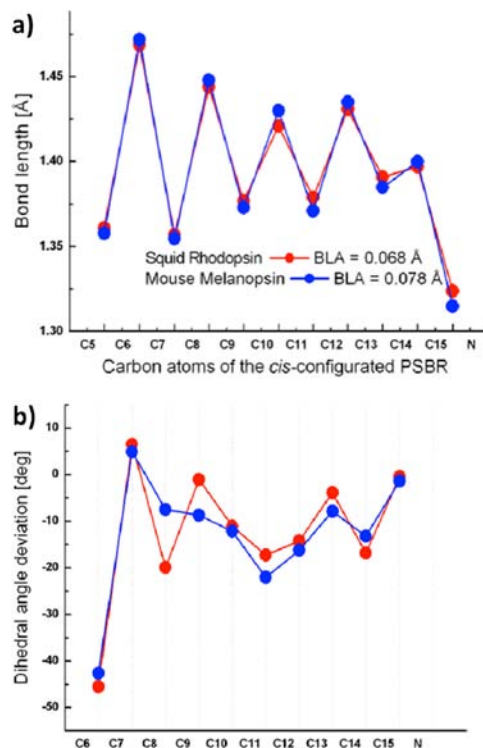 a)
Bond length [Å]
1.45
1.40
1.35
1.30
Squid Rhodopsin BLA = 0.068 Å
Mouse Melanopsin BLA = 0.078 Å
C5 C6 C7 C8 C9 C10 C11 C12 C13 C14 C15 N
Carbon atoms of the cis-configurated PSBR
b)
Dihedral angle deviation [deg]
10
0
-10
-20
-30
-40
-50
C6 C7 C8 C9 C10 C11 C12 C13 C14 C15 N